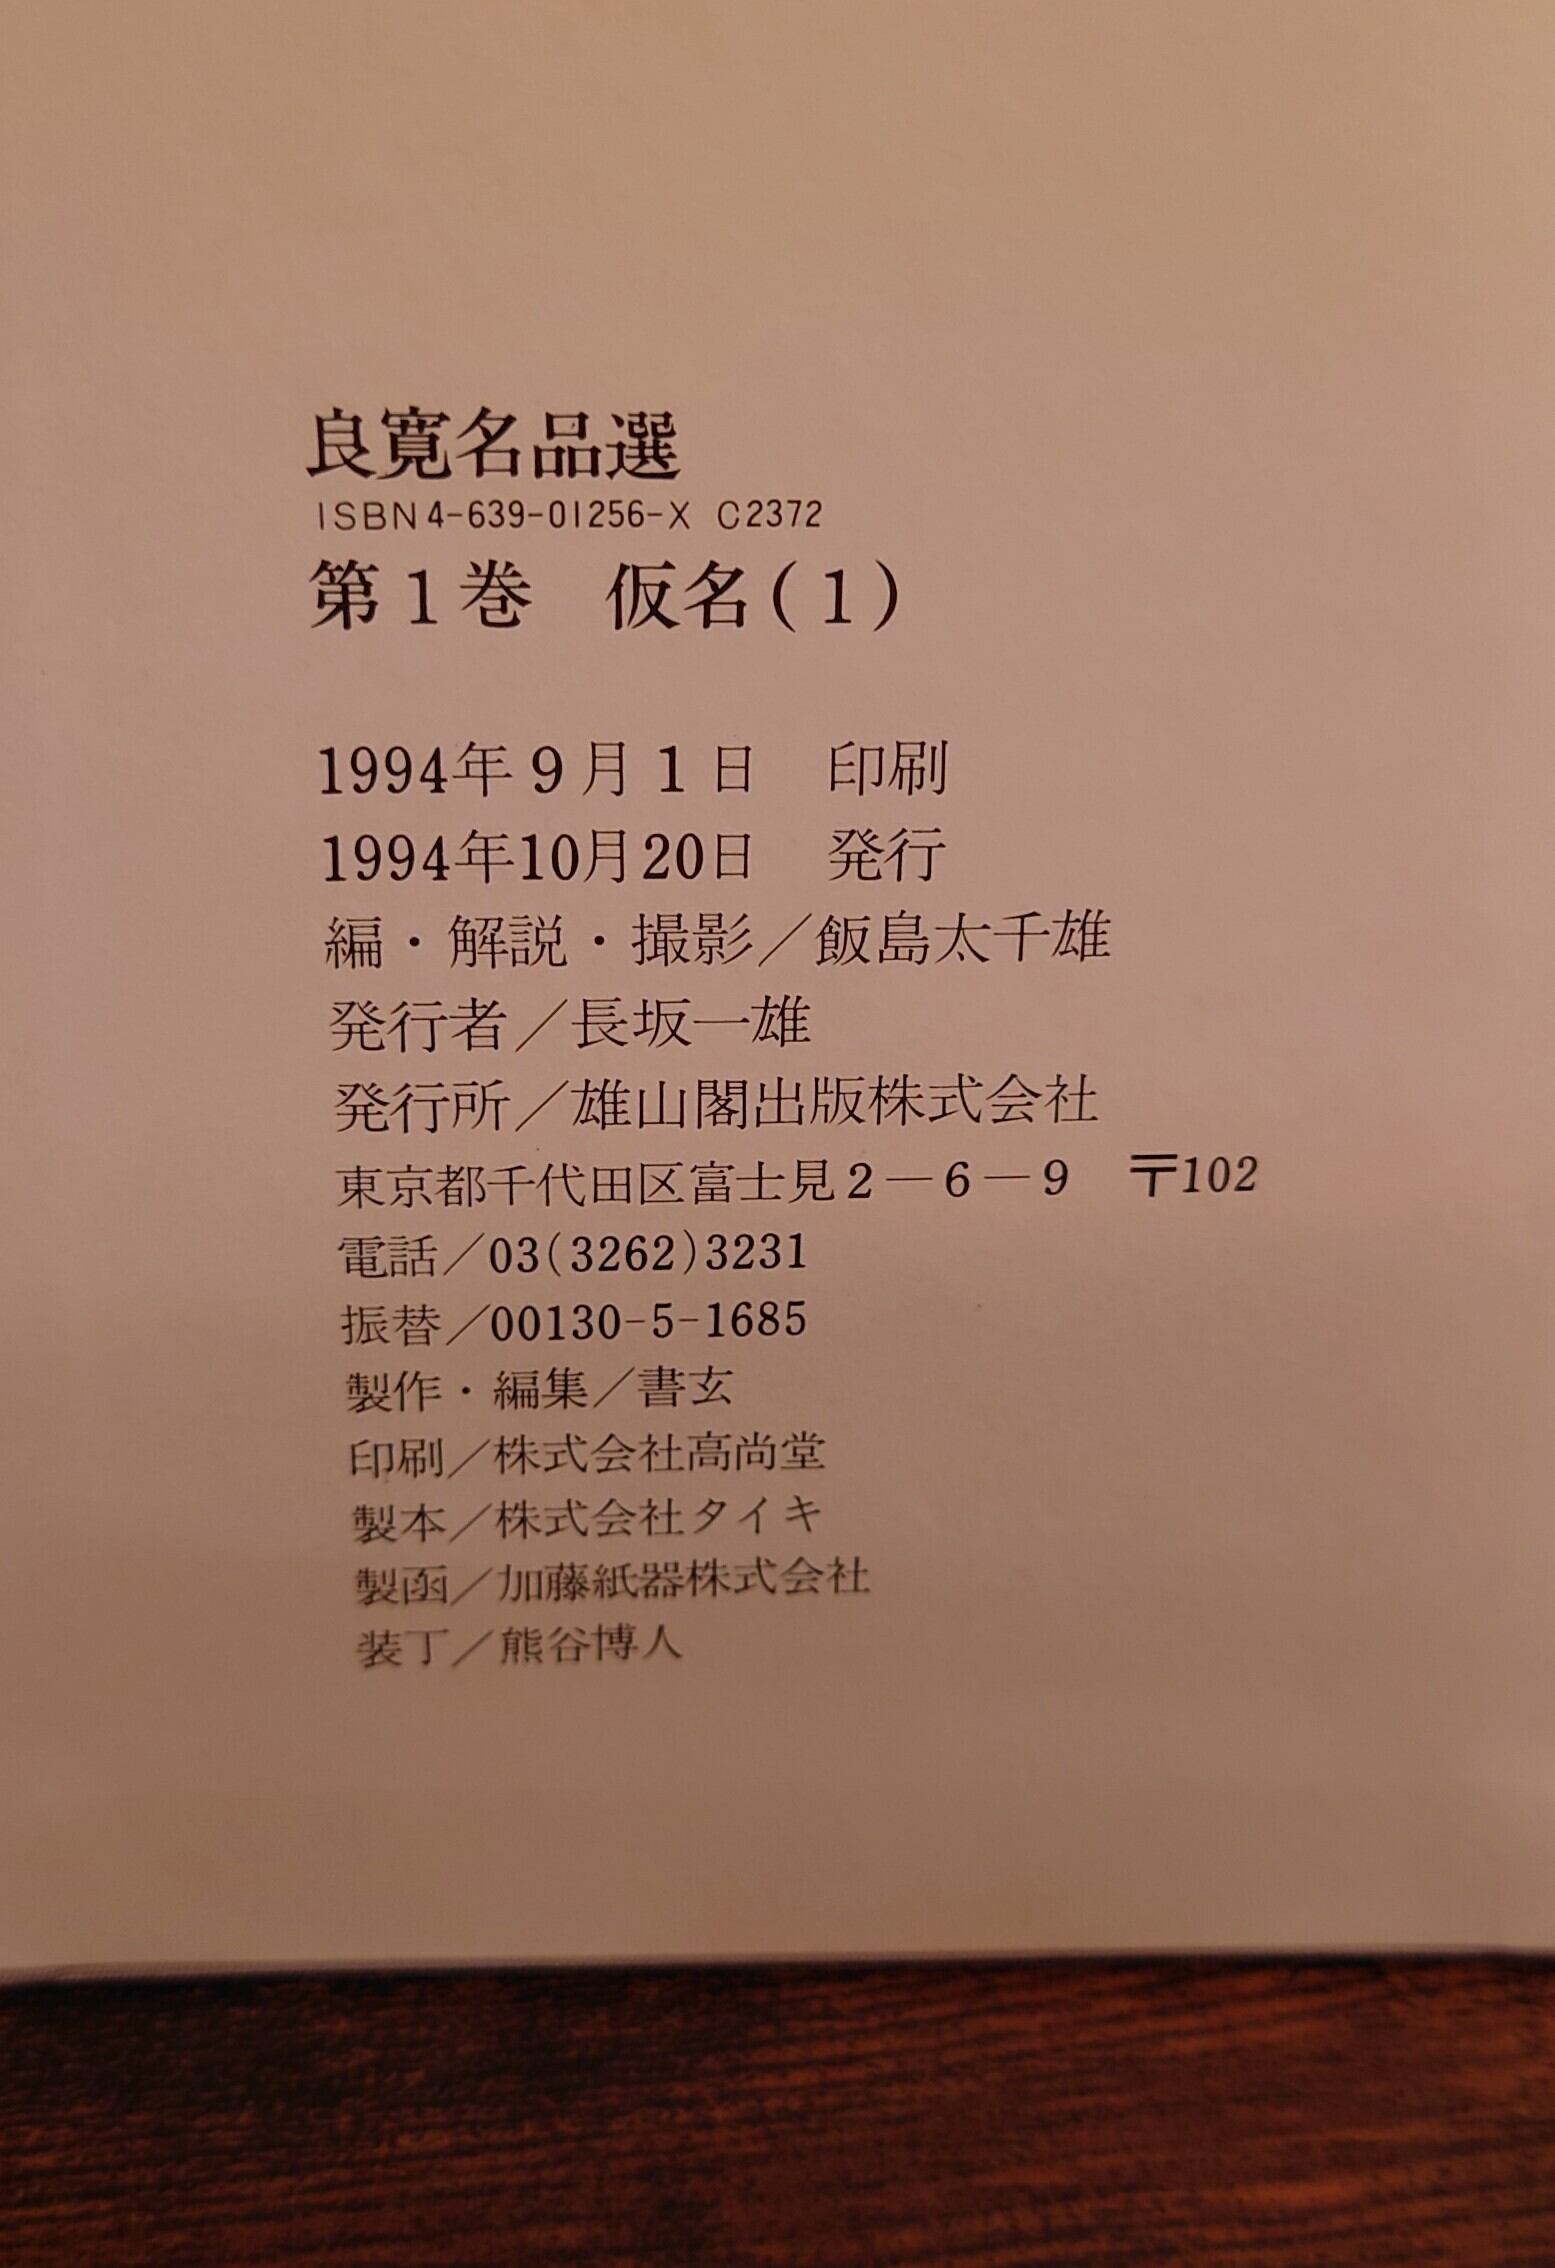 良寛名品選
ISBN4-639-01256-X C2372
第1巻 仮名(1)
1994年9月1日 印刷
1994年10月20日 発行
編・解説・撮影／飯島太千雄
発行者／長坂一雄
発行所／雄山閣出版株式会社
東京都千代田区富士見2－6－9 〒102
電話／03(3262)3231
振替／00130-5-1685
製作・編集／書玄
印刷／株式会社高尚堂
製本／株式会社タイキ
製函／加藤紙器株式会社
装丁／熊谷博人